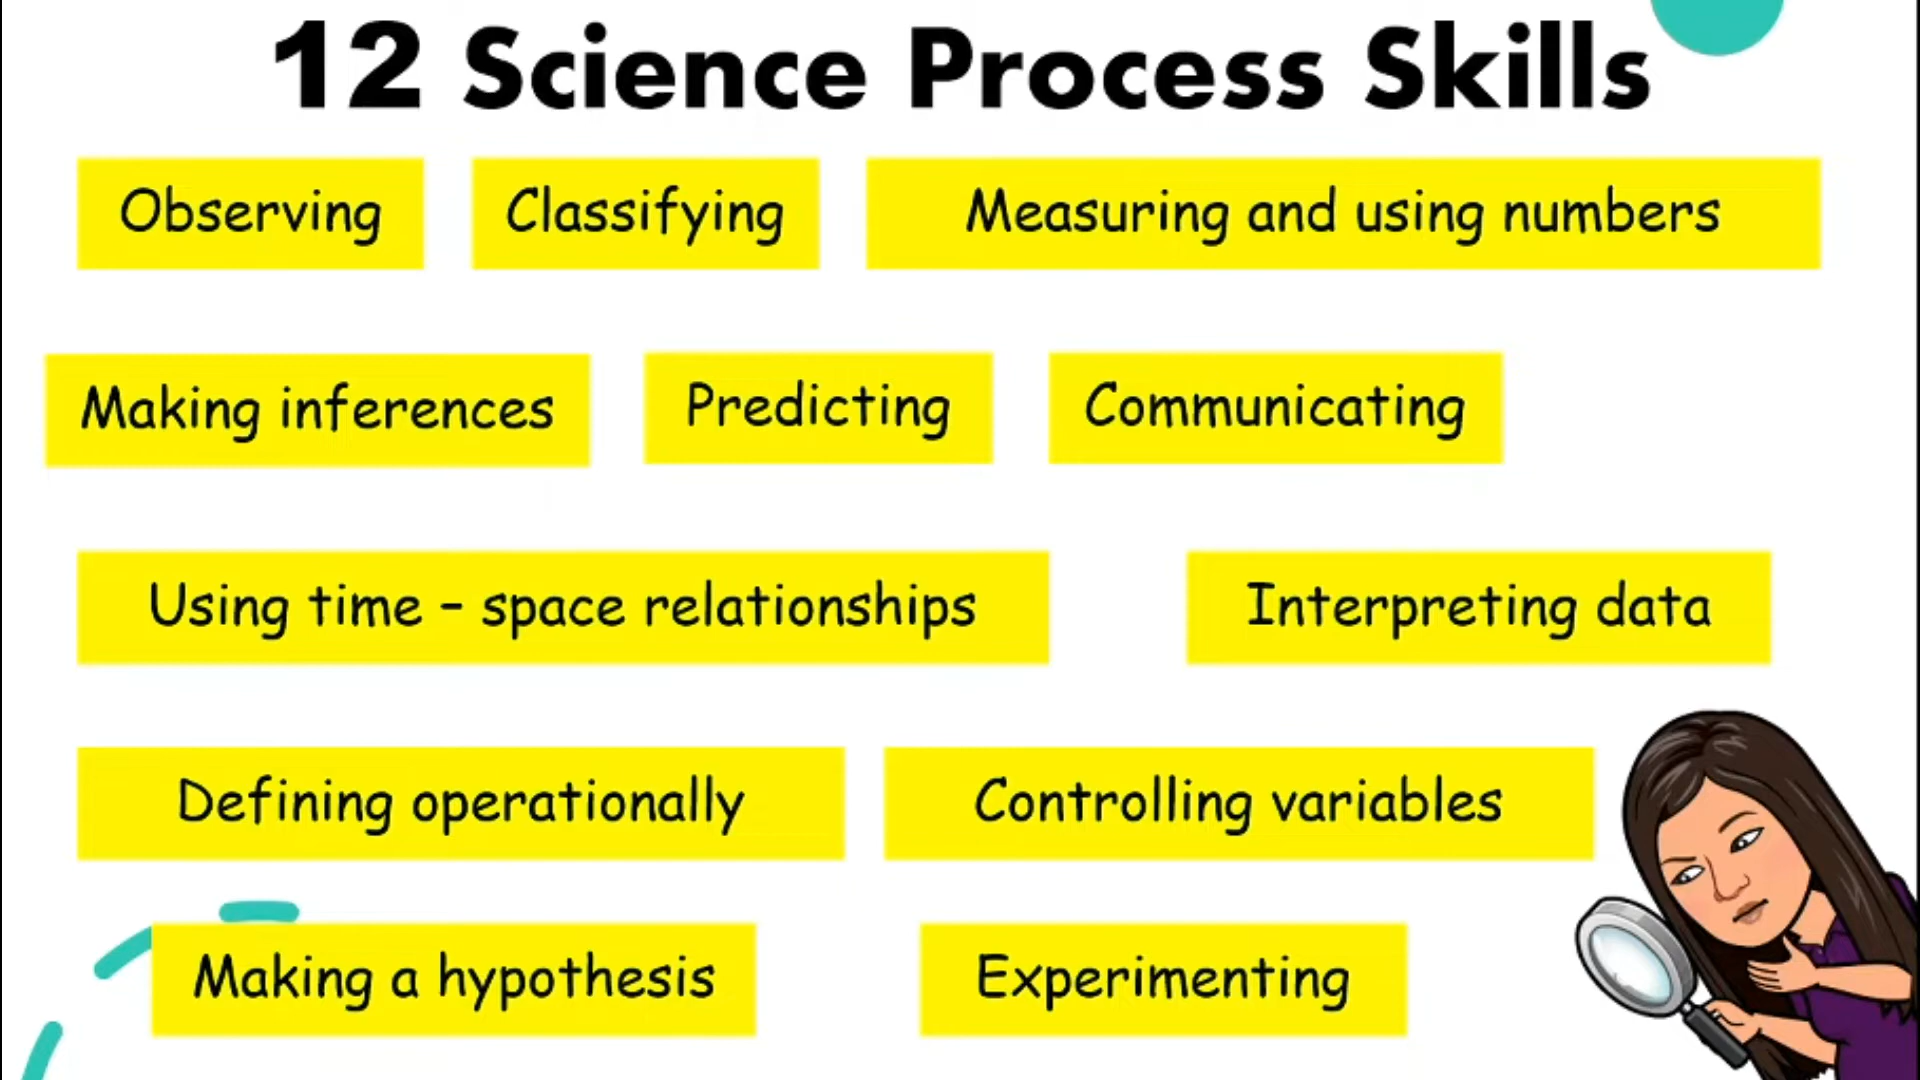 12 Science Process Skills
Observing
Classifying
Measuring and using numbers
Making inferences
Predicting
Communicating
Using time – space relationships
Interpreting data
Defining operationally
Controlling variables
Making a hypothesis
Experimenting